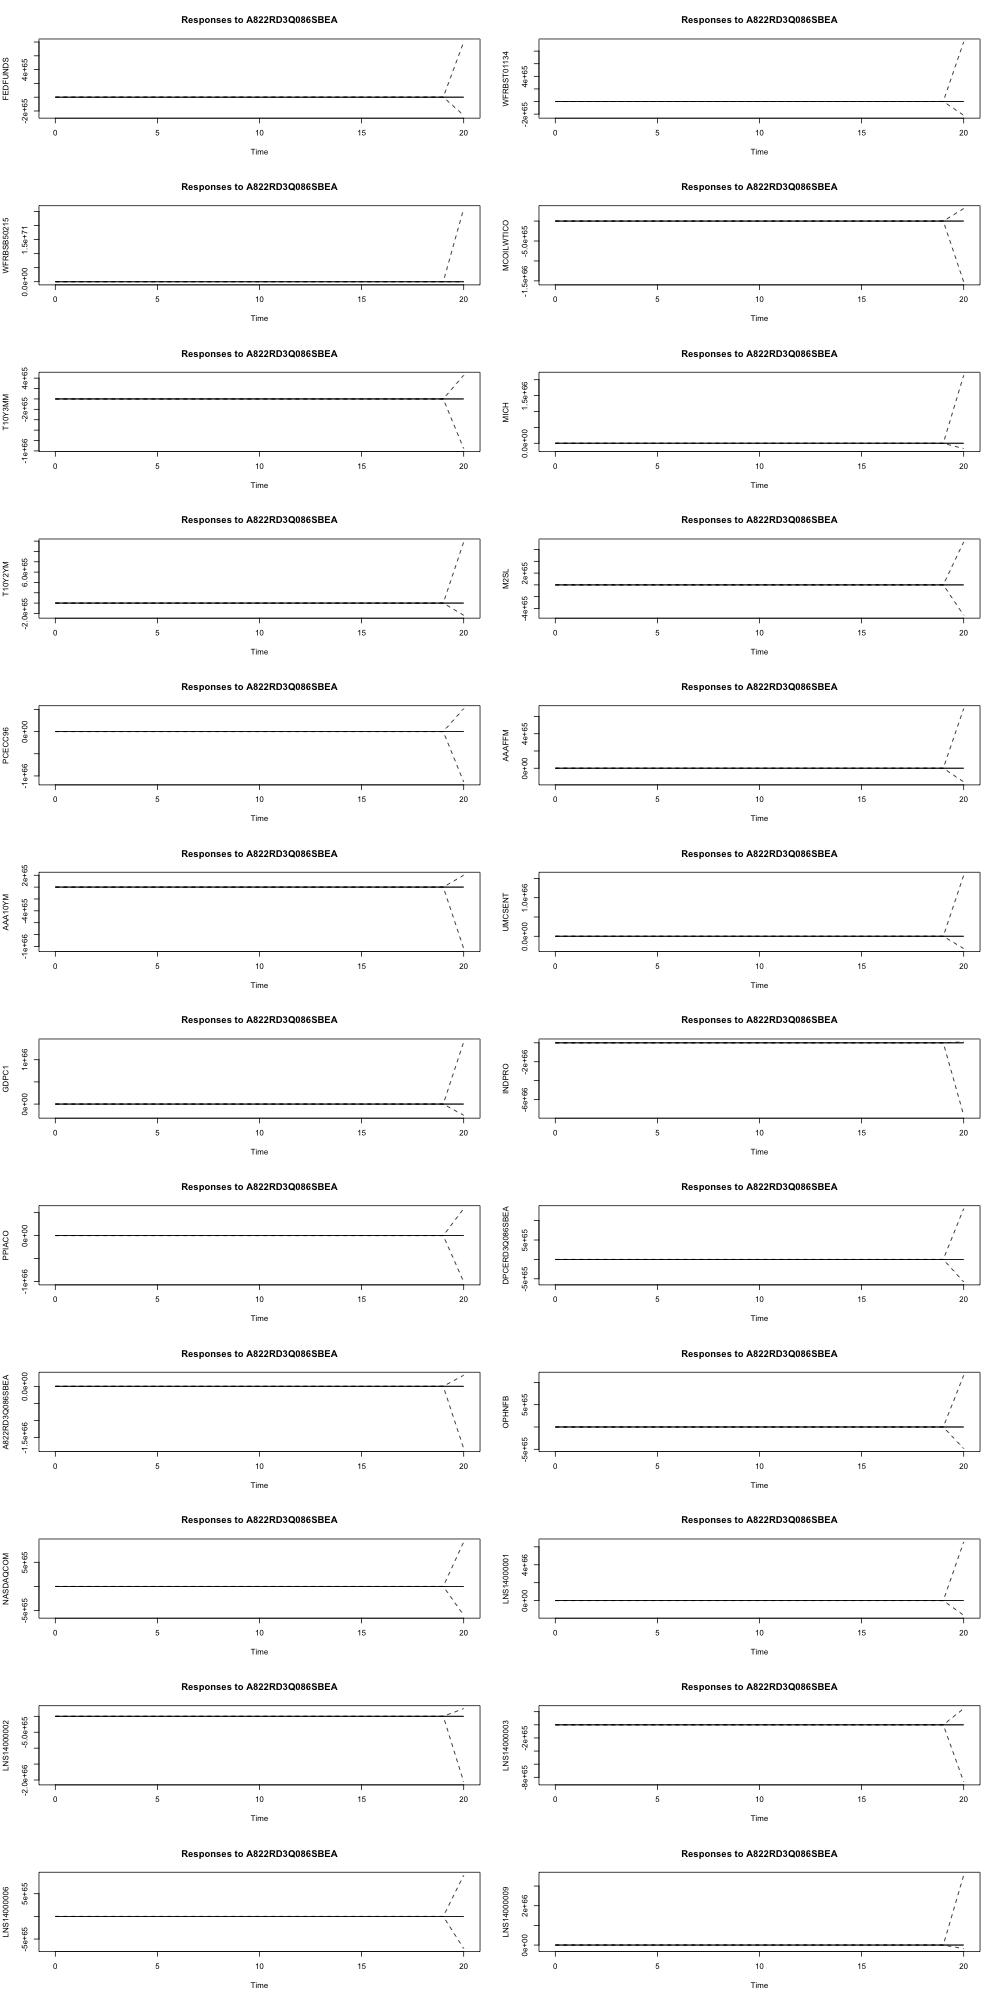 Responses to A822RD3Q086SBEA
FEDFUNDS
-2e+65 4e+65
0 5 10 15 20
Time
Responses to A822RD3Q086SBEA
WFRBST01134
-2e+65 4e+65
0 5 10 15 20
Time
Responses to A822RD3Q086SBEA
WFRBSB50215
0.0e+00 1.5e+71
0 5 10 15 20
Time
Responses to A822RD3Q086SBEA
MCOILWTICO
-1.5e+66 -5.0e+65
0 5 10 15 20
Time
Responses to A822RD3Q086SBEA
T10Y3MM
-1e+66 -2e+65 4e+65
0 5 10 15 20
Time
Responses to A822RD3Q086SBEA
MICH
0.0e+00 1.5e+66
0 5 10 15 20
Time
Responses to A822RD3Q086SBEA
T10Y2YM
-2.0e+65 6.0e+65
0 5 10 15 20
Time
Responses to A822RD3Q086SBEA
M2SL
-4e+65 2e+65
0 5 10 15 20
Time
Responses to A822RD3Q086SBEA
PCECC96
-1e+66 0e+00
0 5 10 15 20
Time
Responses to A822RD3Q086SBEA
AAAFFM
0e+00 4e+65
0 5 10 15 20
Time
Responses to A822RD3Q086SBEA
AAA10YM
-1e+66 -4e+65 2e+65
0 5 10 15 20
Time
Responses to A822RD3Q086SBEA
UMCSENT
0.0e+00 1.0e+66
0 5 10 15 20
Time
Responses to A822RD3Q086SBEA
GDPC1
0e+00 1e+66
0 5 10 15 20
Time
Responses to A822RD3Q086SBEA
INDPRO
-6e+66 -2e+66
0 5 10 15 20
Time
Responses to A822RD3Q086SBEA
PPIACO
-1e+66 0e+00
0 5 10 15 20
Time
Responses to A822RD3Q086SBEA
DPCERD3Q086SBEA
-5e+65 5e+65
0 5 10 15 20
Time
Responses to A822RD3Q086SBEA
A822RD3Q086SBEA
-1.5e+66 0.0e+00
0 5 10 15 20
Time
Responses to A822RD3Q086SBEA
OPHNFB
-5e+65 5e+65
0 5 10 15 20
Time
Responses to A822RD3Q086SBEA
NASDAQCOM
-5e+65 5e+65
0 5 10 15 20
Time
Responses to A822RD3Q086SBEA
LNS14000001
0e+00 4e+66
0 5 10 15 20
Time
Responses to A822RD3Q086SBEA
LNS14000002
-2.0e+66 -5.0e+65
0 5 10 15 20
Time
Responses to A822RD3Q086SBEA
LNS14000003
-8e+65 -2e+65
0 5 10 15 20
Time
Responses to A822RD3Q086SBEA
LNS14000006
-5e+65 5e+65
0 5 10 15 20
Time
Responses to A822RD3Q086SBEA
LNS14000009
0e+00 2e+66
0 5 10 15 20
Time